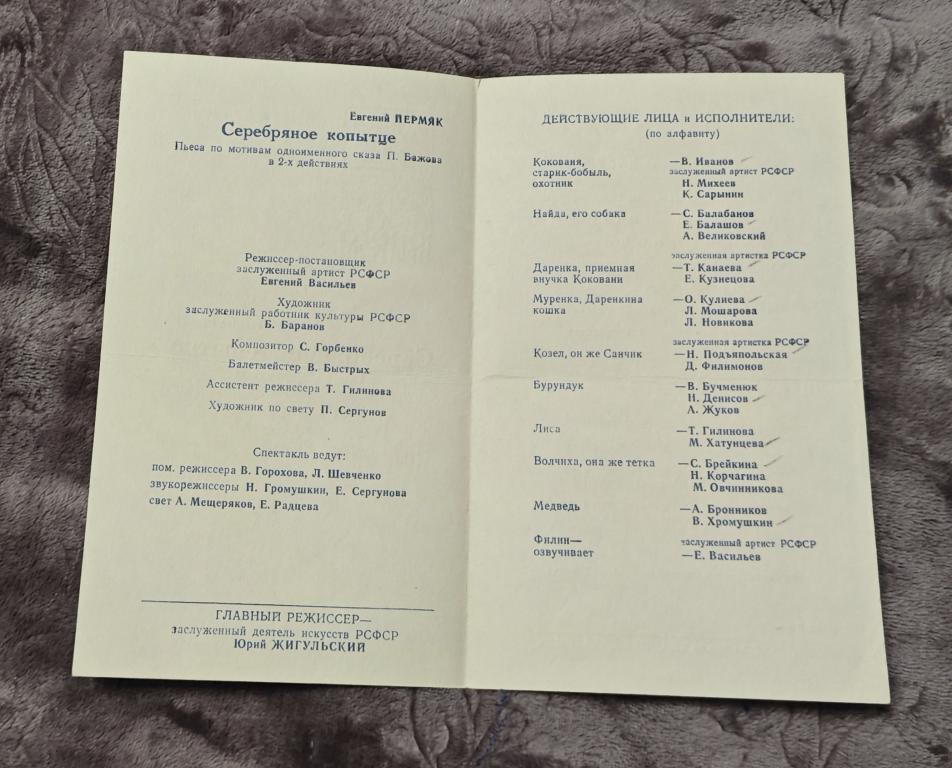 Евгений ПЕРМЯК
Серебряное копытце
Пьеса по мотивам одноименного сказа П. Бажова
в 2-х действиях
Режиссер-постановщик
заслуженный артист РСФСР
Евгений Васильев
Художник
заслуженный работник культуры РСФСР
Б. Баранов
Композитор С. Горбенко
Балетмейстер В. Быстрых
Ассистент режиссера Т. Гилинова
Художник по свету П. Сергунов
Спектакль ведут:
пом. режиссера В. Горохова, Л. Шевченко
звукорежиссеры Н. Громушкин, Е. Сергунова
свет А. Мещеряков, Е. Радцева
ГЛАВНЫЙ РЕЖИССЕР—
заслуженный деятель искусств РСФСР
Юрий ЖИГУЛЬСКИЙ
ДЕЙСТВУЮЩИЕ ЛИЦА и ИСПОЛНИТЕЛИ:
(по алфавиту)
Кокованя, —В. Иванов
старик-бобыль, заслуженный артист РСФСР
охотник Н. Михеев
К. Сарынин
Найда, его собака —С. Балабанов
Е. Балашов
А. Великовский
заслуженная артистка РСФСР
Даренка, приемная —Т. Канаева
внучка Коковани Е. Кузнецова
Муренка, Даренкина —О. Кулиева
кошка Л. Мошарова
Л. Новикова
заслуженная артистка РСФСР
Козел, он же Санчик —Н. Подъяпольская
Д. Филимонов
Бурундук —В. Бучменюк
Н. Денисов
А. Жуков
Лиса —Т. Гилинова
М. Хатунцева
Волчиха, она же тетка —С. Брейкина
Н. Корчагина
М. Овчинникова
Медведь —А. Бронников
В. Хромушкин
Филин— заслуженный артист РСФСР
озвучивает —Е. Васильев